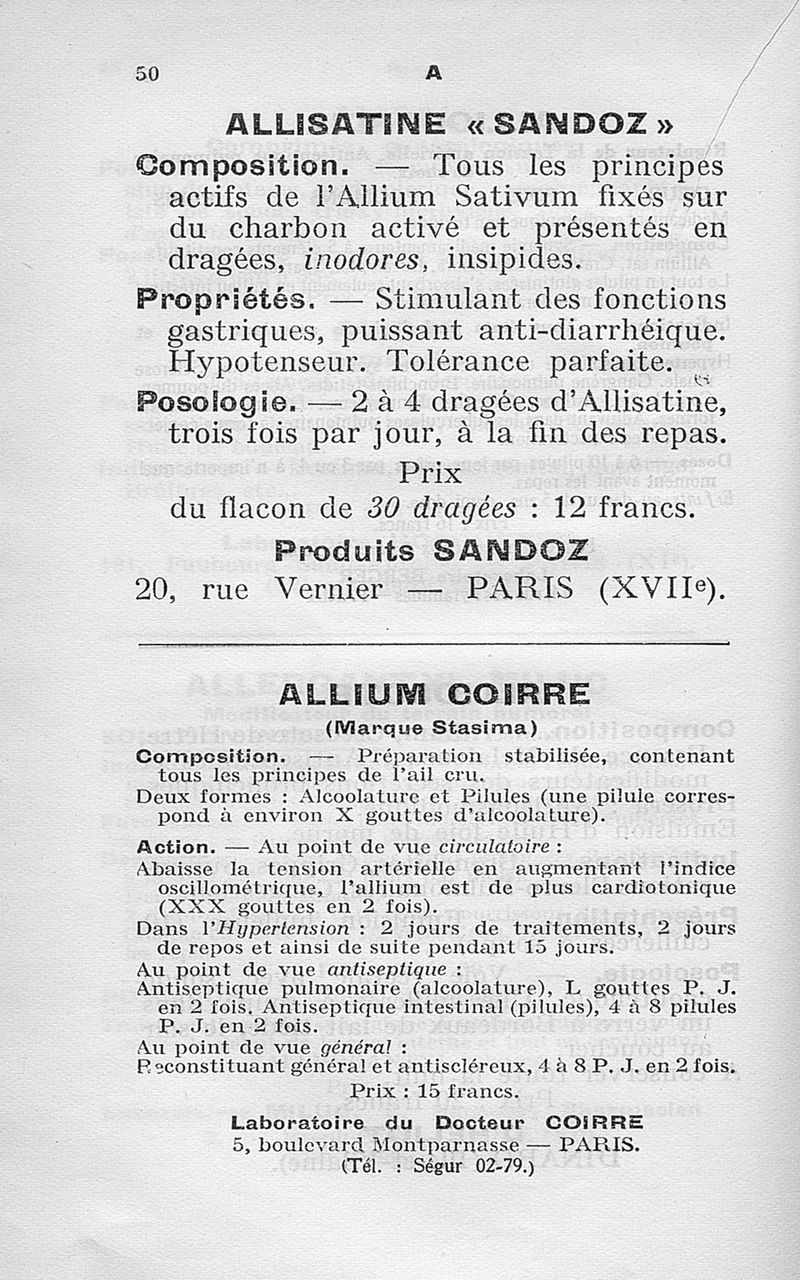 50
A
ALLISATINE « SANDOZ »
Composition. — Tous les principes
actifs de l'Allium Sativum fixés sur
du charbon activé et présentés en
dragées, inodores, insipides.
Propriétés. — Stimulant des fonctions
gastriques, puissant anti-diarrhéique.
Hypotenseur. Tolérance parfaite.
Posologie. — 2 à 4 dragées d'Allisatine,
trois fois par jour, à la fin des repas.
Prix
du flacon de 30 dragées : 12 francs.
Produits SANDOZ
20, rue Vernier — PARIS (XVIIe).
ALLIUM COIRRE
(Marque Stasima)
Composition. — Préparation stabilisée, contenant
tous les principes de l'ail cru.
Deux formes : Alcoolature et Pilules (une pilule corres-
pond à environ X gouttes d'alcoolature).
Action. — Au point de vue circulatoire :
Abaisse la tension artérielle en augmentant l'indice
oscillométrique, l'allium est de plus cardiotonique
(XXX gouttes en 2 fois).
Dans l'Hypertension : 2 jours de traitements, 2 jours
de repos et ainsi de suite pendant 15 jours.
Au point de vue antiseptique :
Antiseptique pulmonaire (alcoolature), L gouttes P. J.
en 2 fois. Antiseptique intestinal (pilules), 4 à 8 pilules
P. J. en 2 fois.
Au point de vue général :
Reconstituant général et antiscléreux, 4 à 8 P. J. en 2 fois.
Prix : 15 francs.
Laboratoire du Docteur COIRRE
5, boulevard Montparnasse — PARIS.
(Tél. : Ségur 02-79.)